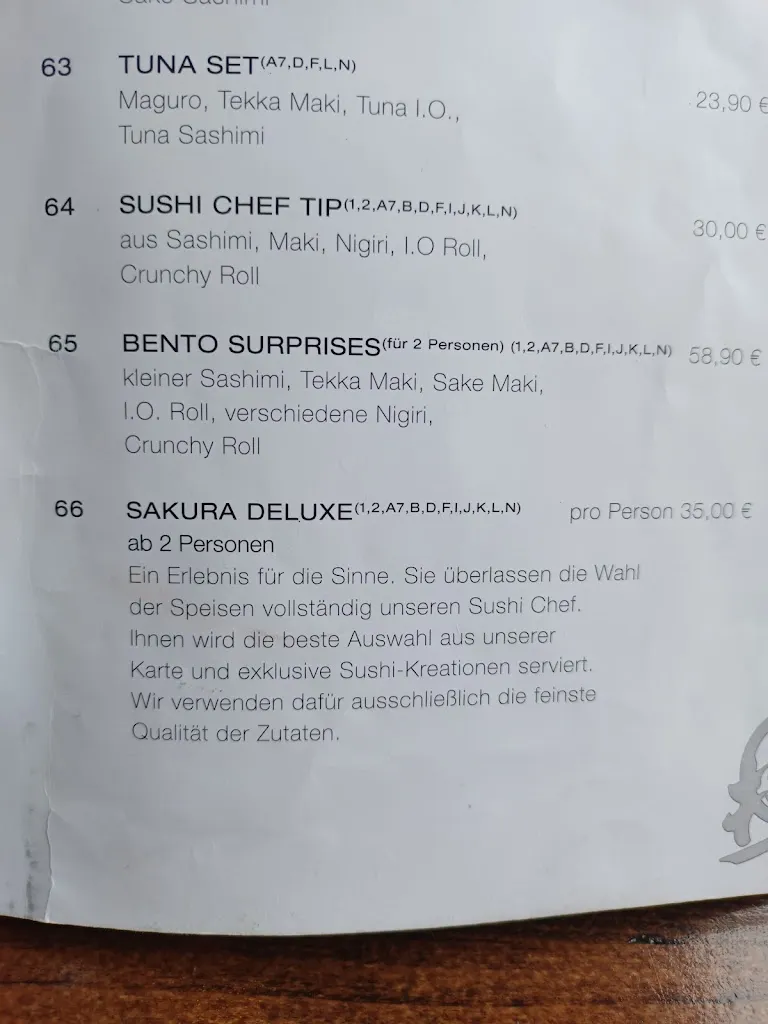 Sake Sashimi
63 TUNA SET(A7,D,F,L,N)
Maguro, Tekka Maki, Tuna I.O., 23,90 €
Tuna Sashimi
64 SUSHI CHEF TIP(1,2,A7,B,D,F,I,J,K,L,N)
aus Sashimi, Maki, Nigiri, I.O Roll, 30,00 €
Crunchy Roll
65 BENTO SURPRISES(für 2 Personen) (1,2,A7,B,D,F,I,J,K,L,N) 58,90 €
kleiner Sashimi, Tekka Maki, Sake Maki,
I.O. Roll, verschiedene Nigiri,
Crunchy Roll
66 SAKURA DELUXE(1,2,A7,B,D,F,I,J,K,L,N) pro Person 35,00 €
ab 2 Personen
Ein Erlebnis für die Sinne. Sie überlassen die Wahl
der Speisen vollständig unseren Sushi Chef.
Ihnen wird die beste Auswahl aus unserer
Karte und exklusive Sushi-Kreationen serviert.
Wir verwenden dafür ausschließlich die feinste
Qualität der Zutaten.